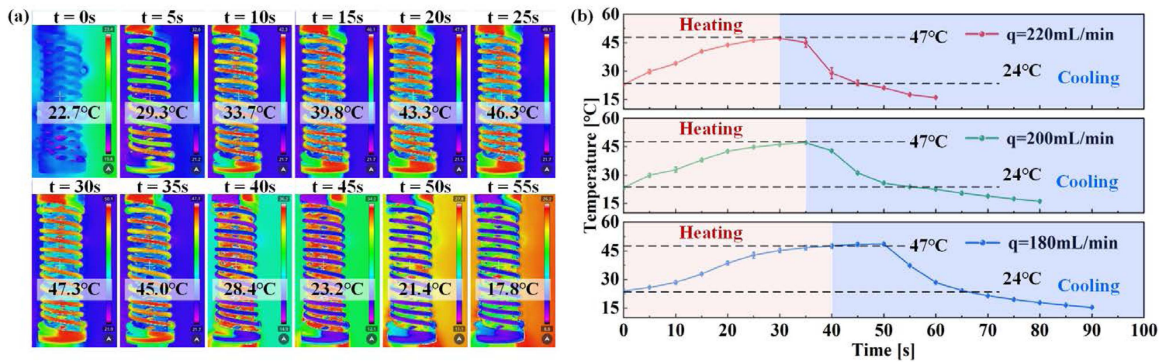 (a)
t = 0s t = 5s t = 10s t = 15s t = 20s t = 25s
22.7°C 29.3°C 33.7°C 39.8°C 43.3°C 46.3°C
t = 30s t = 35s t = 40s t = 45s t = 50s t = 55s
47.3°C 45.0°C 28.4°C 23.2°C 21.4°C 17.8°C
(b)
Temperature [°C]
60
45
30
15
Heating
47°C
q=220mL/min
24°C
Cooling
60
45
30
15
Heating
47°C
q=200mL/min
24°C
Cooling
60
45
30
15
Heating
47°C
q=180mL/min
24°C
Cooling
0 10 20 30 40 50 60 70 80 90 100
Time [s]